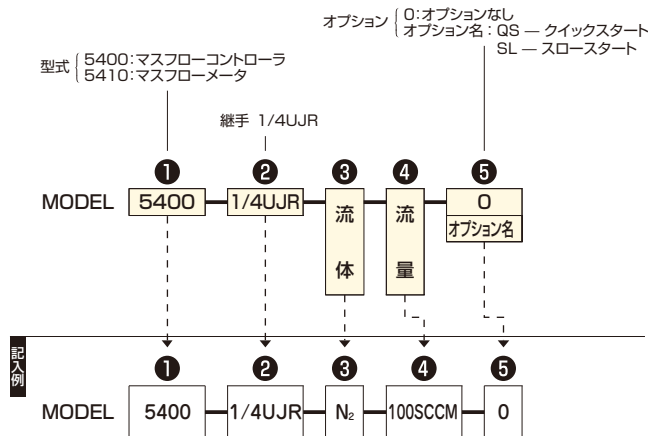 オプション 0:オプションなし
オプション名:QS — クイックスタート
SL — スロースタート
型式 5400:マスフローコントローラ
5410:マスフローメータ
継手 1/4UJR
❶ ❷ ❸ ❹ ❺
MODEL 5400 1/4UJR 流体 流量 0
オプション名
記入例
❶ ❷ ❸ ❹ ❺
MODEL 5400 1/4UJR N₂ 100SCCM 0